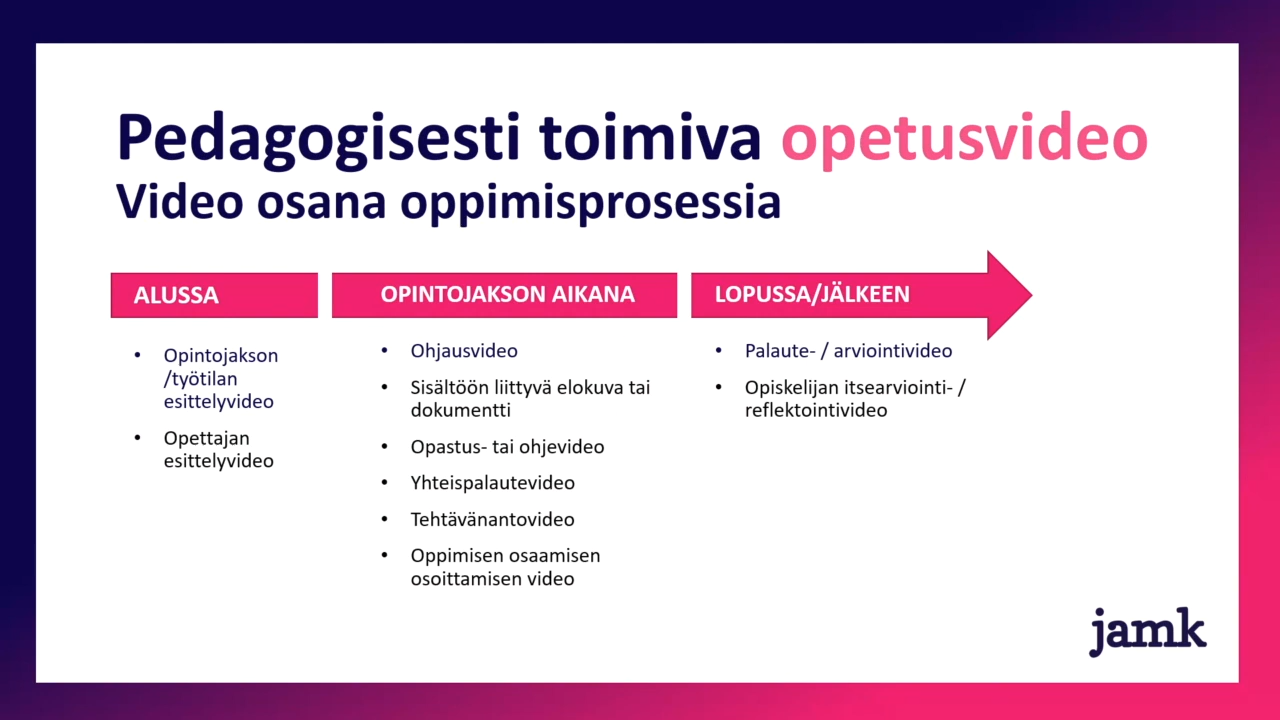 Pedagogisesti toimiva opetusvideo
Video osana oppimisprosessia
ALUSSA
• Opintojakson
/työtilan
esittelyvideo
• Opettajan
esittelyvideo
OPINTOJAKSON AIKANA
• Ohjausvideo
• Sisältöön liittyvä elokuva tai
dokumentti
• Opastus- tai ohjevideo
• Yhteispalautevideo
• Tehtävänantovideo
• Oppimisen osaamisen
osoittamisen video
LOPUSSA/JÄLKEEN
• Palaute- / arviointivideo
• Opiskelijan itsearviointi- /
reflektointivideo
jamk